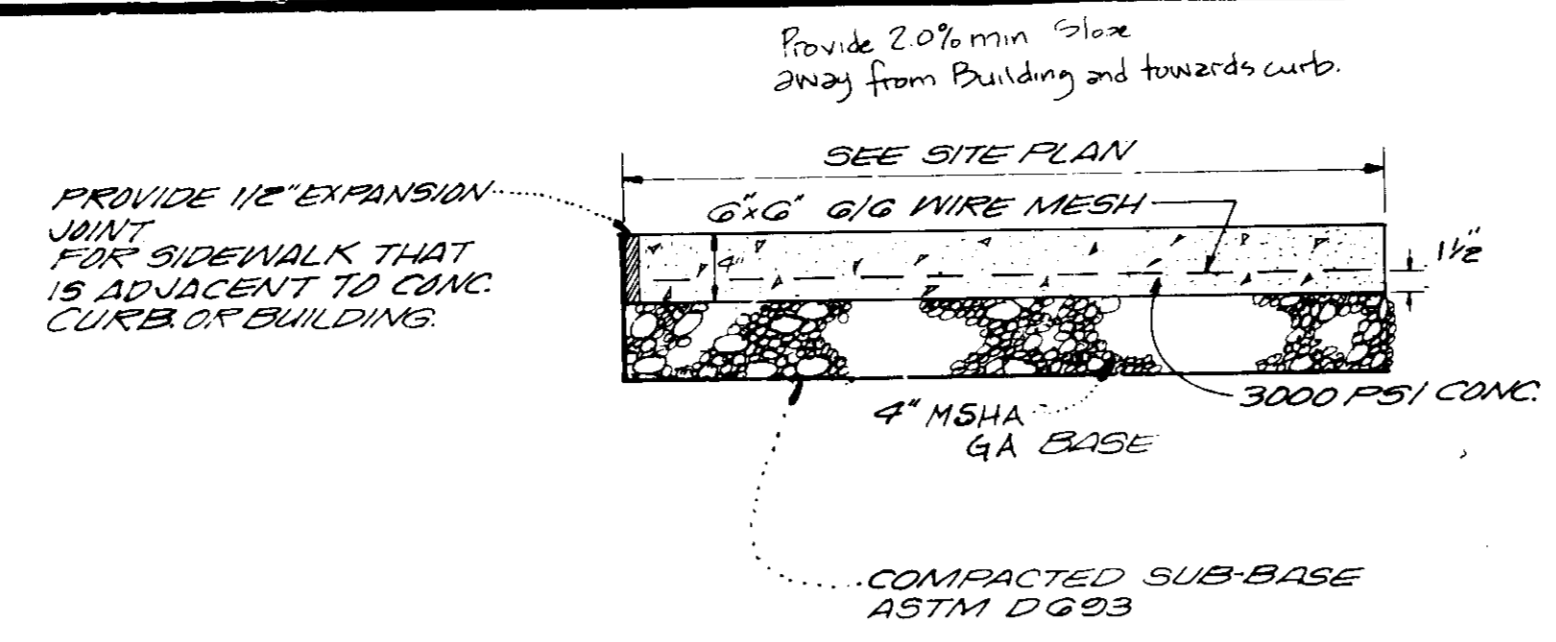 Provide 2.0% min Slope
away from Building and towards curb.
SEE SITE PLAN
PROVIDE 1/2" EXPANSION
JOINT
FOR SIDEWALK THAT
IS ADJACENT TO CONC.
CURB. OR BUILDING.
6"x6" 6/6 WIRE MESH
4"
1 1/2"
3000 PSI CONC.
4" MSHA
GA BASE
COMPACTED SUB-BASE
ASTM D693